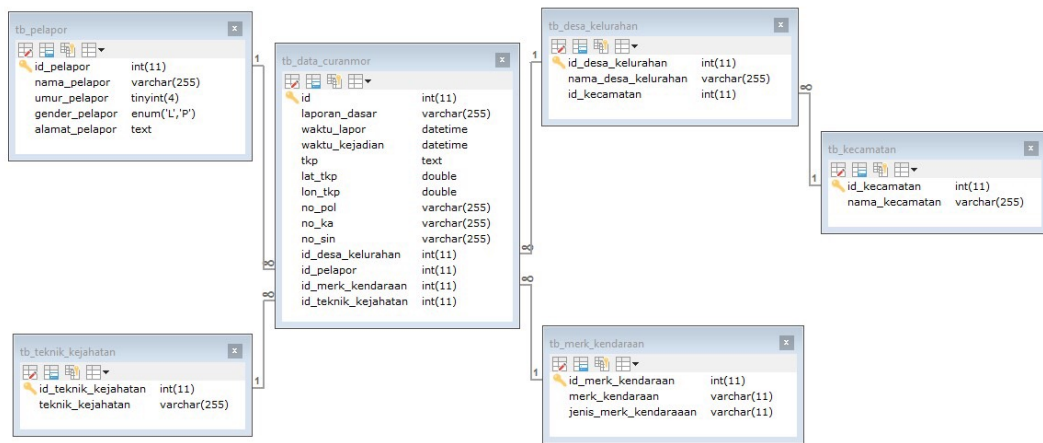 tb_pelapor
id_pelapor int(11)
nama_pelapor varchar(255)
umur_pelapor tinyint(4)
gender_pelapor enum('L','P')
alamat_pelapor text
1
tb_data_curanmor
id int(11)
laporan_dasar varchar(255)
waktu_lapor datetime
waktu_kejadian datetime
tkp text
lat_tkp double
lon_tkp double
no_pol varchar(255)
no_ka varchar(255)
no_sin varchar(255)
id_desa_kelurahan int(11)
id_pelapor int(11)
id_merk_kendaraan int(11)
id_teknik_kejahatan int(11)
∞
∞
∞
∞
1
tb_desa_kelurahan
id_desa_kelurahan int(11)
nama_desa_kelurahan varchar(255)
id_kecamatan int(11)
∞
1
tb_kecamatan
id_kecamatan int(11)
nama_kecamatan varchar(255)
tb_teknik_kejahatan
id_teknik_kejahatan int(11)
teknik_kejahatan varchar(255)
1
1
tb_merk_kendaraan
id_merk_kendaraan int(11)
merk_kendaraan varchar(11)
jenis_merk_kendaraaan varchar(11)